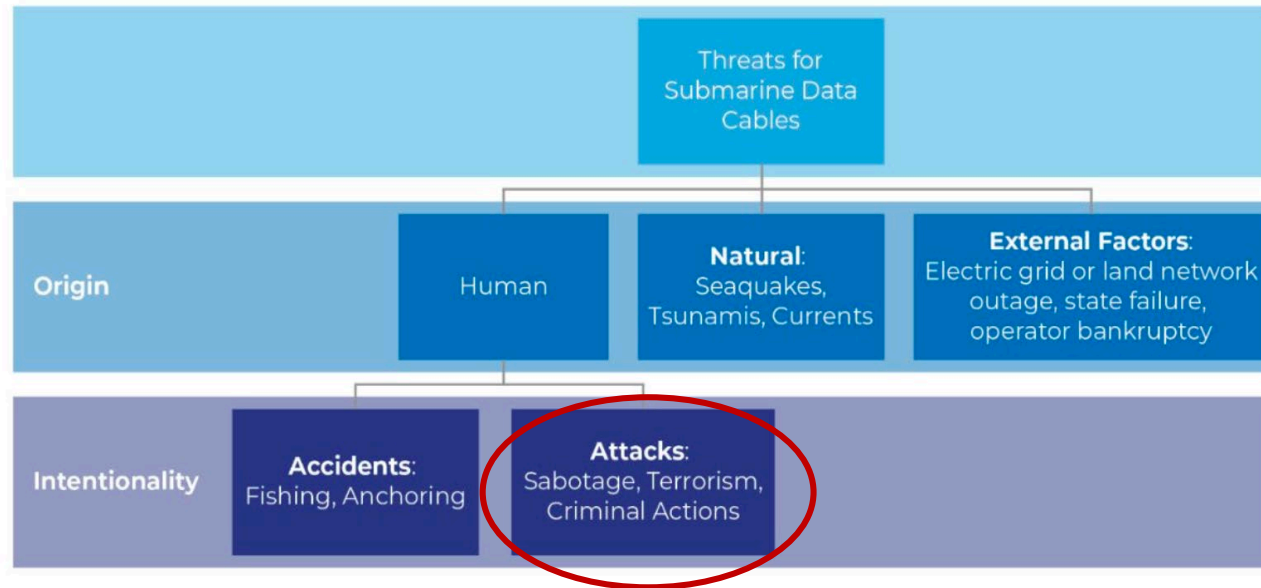 Threats for
Submarine Data
Cables
Origin
Human
Natural:
Seaquakes,
Tsunamis, Currents
External Factors:
Electric grid or land network
outage, state failure,
operator bankruptcy
Intentionality
Accidents:
Fishing, Anchoring
Attacks:
Sabotage, Terrorism,
Criminal Actions